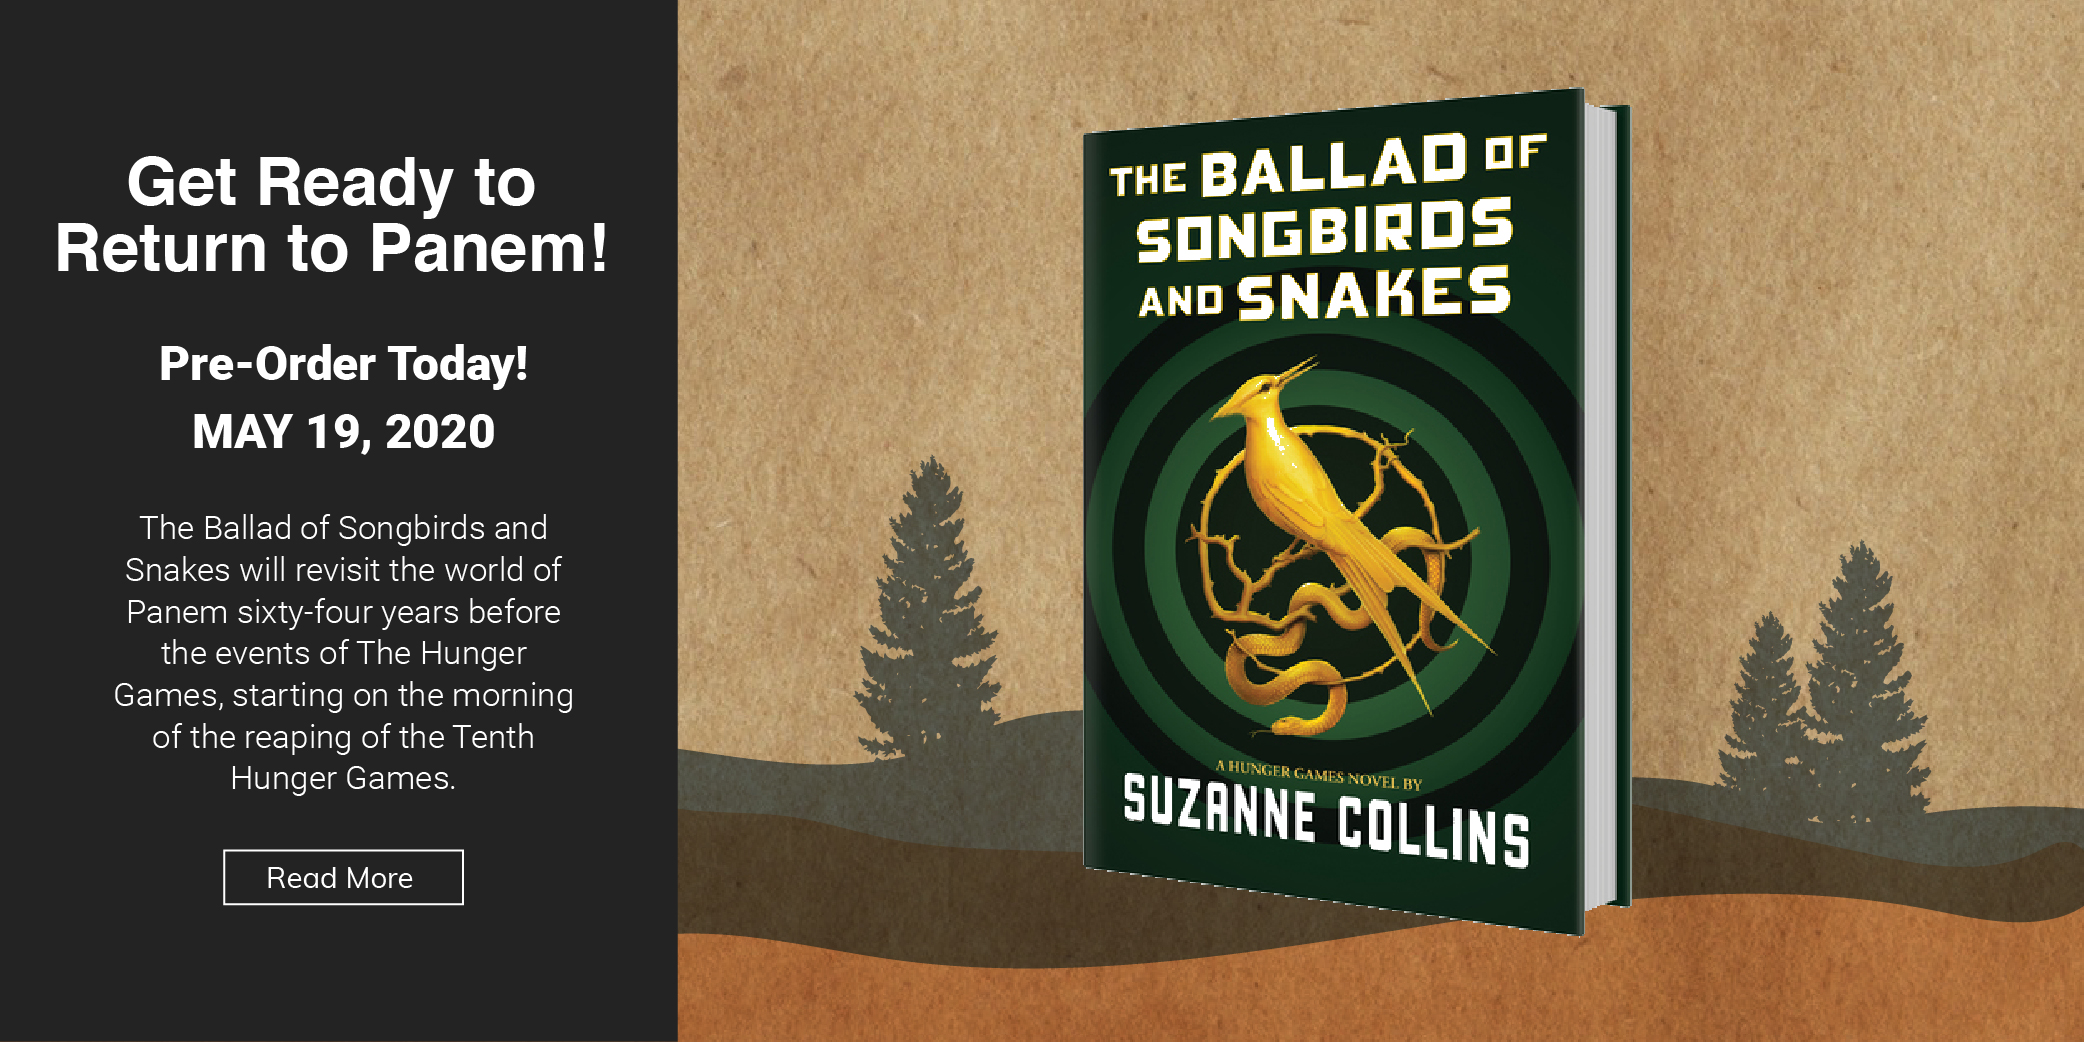 Get Ready to
Return to Panem!
Pre-Order Today!
MAY 19, 2020
The Ballad of Songbirds and
Snakes will revisit the world of
Panem sixty-four years before
the events of The Hunger
Games, starting on the morning
of the reaping of the Tenth
Hunger Games.
Read More
THE BALLAD OF
SONGBIRDS
AND SNAKES
A HUNGER GAMES NOVEL BY
SUZANNE COLLINS